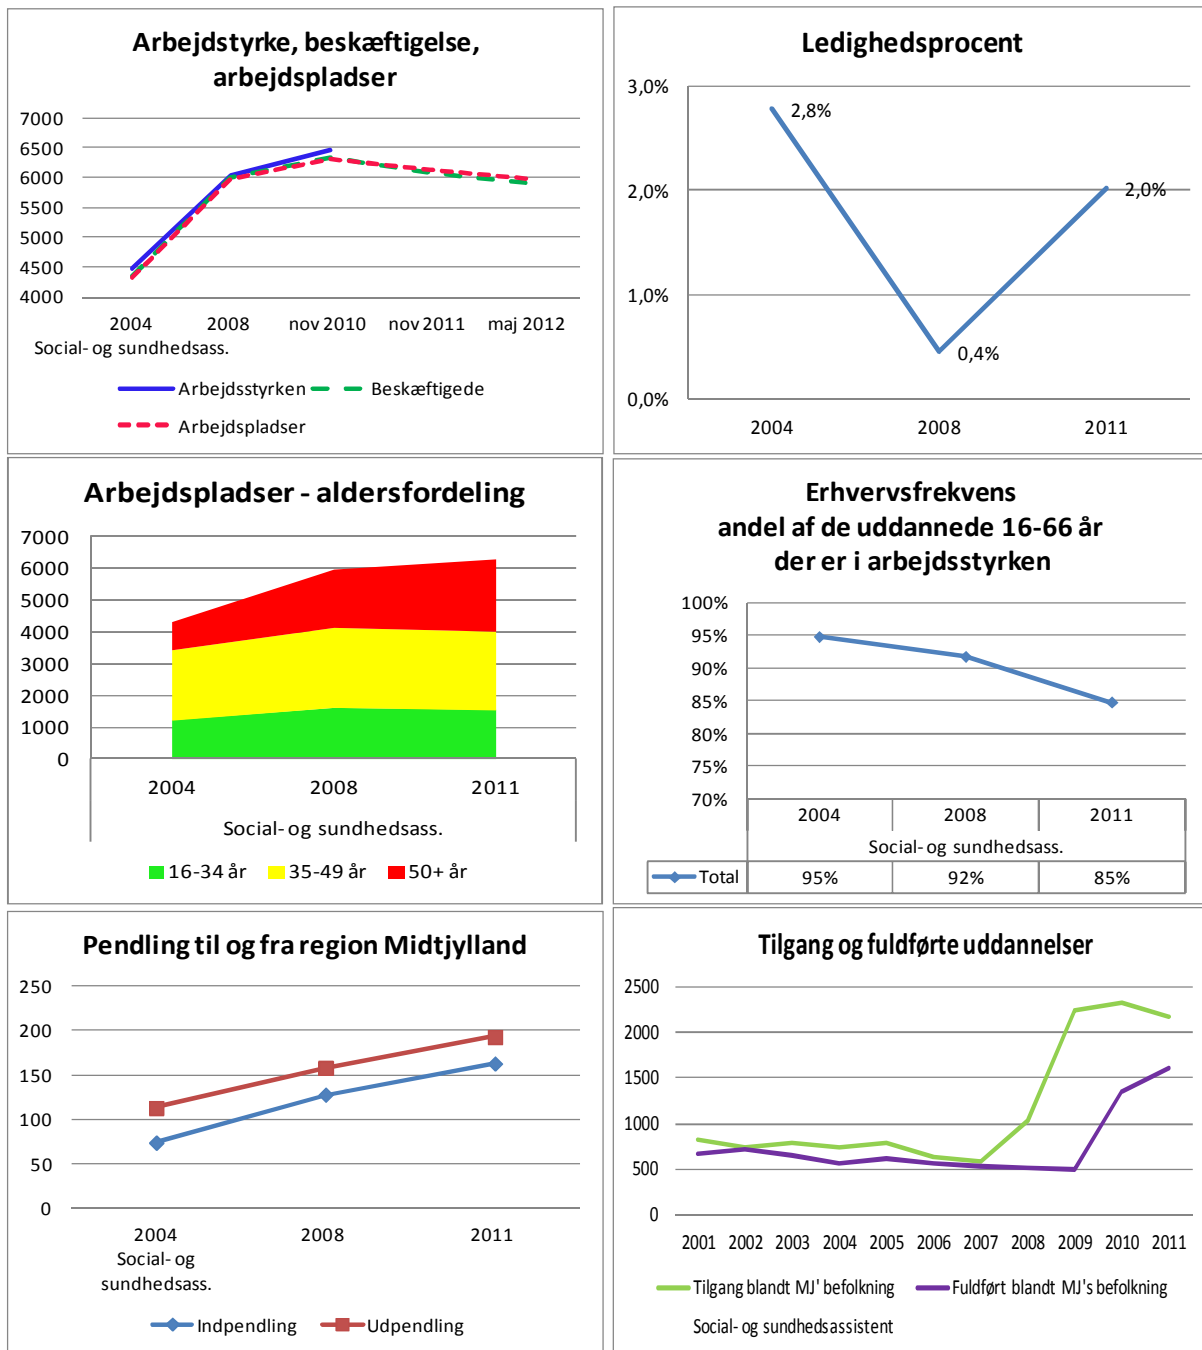 Arbejdstyrke, beskæftigelse,
arbejdspladser
7000
6500
6000
5500
5000
4500
4000
2004 2008 nov 2010 nov 2011 maj 2012
Social- og sundhedsass.
Arbejdsstyrken Beskæftigede
Arbejdspladser
Ledighedsprocent
3,0%
2,0%
1,0%
0,0%
2,8%
0,4%
2,0%
2004 2008 2011
Arbejdspladser - aldersfordeling
7000
6000
5000
4000
3000
2000
1000
0
2004 2008 2011
Social- og sundhedsass.
16-34 år 35-49 år 50+ år
Erhvervsfrekvens
andel af de uddannede 16-66 år
der er i arbejdsstyrken
100%
95%
90%
85%
80%
75%
70%
2004 2008 2011
Social- og sundhedsass.
Total 95% 92% 85%
Pendling til og fra region Midtjylland
250
200
150
100
50
0
2004 2008 2011
Social- og
sundhedsass.
Indpendling Udpendling
Tilgang og fuldførte uddannelser
2500
2000
1500
1000
500
0
2001 2002 2003 2004 2005 2006 2007 2008 2009 2010 2011
Tilgang blandt MJ' befolkning Fuldført blandt MJ's befolkning
Social- og sundhedsassistent